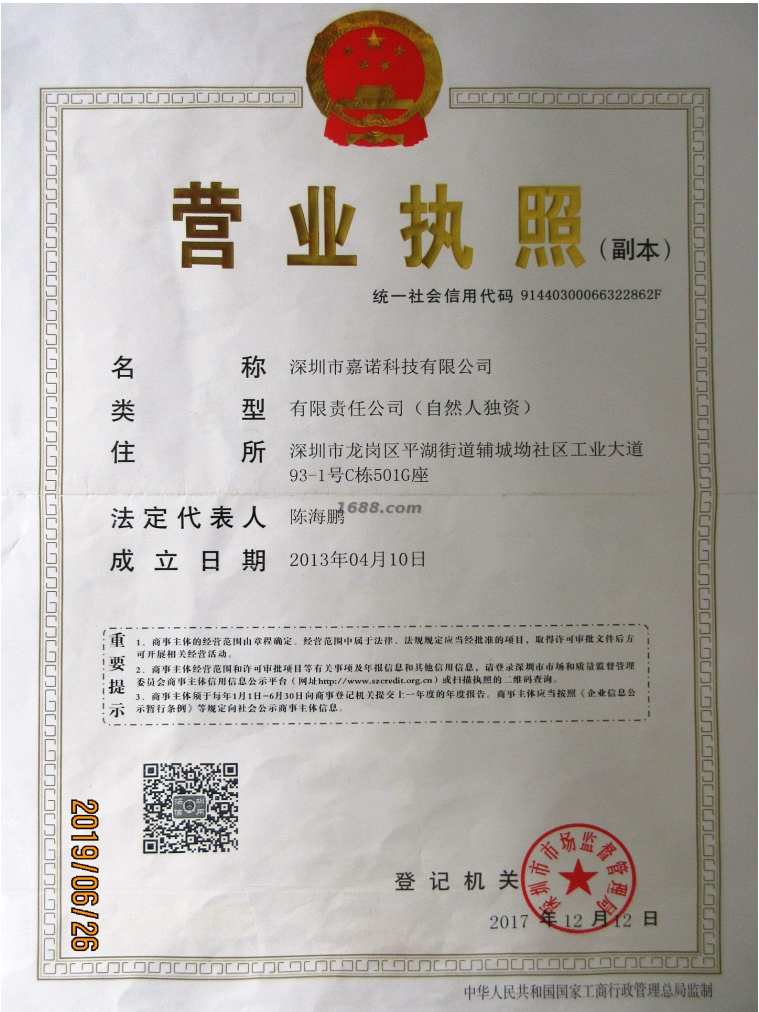 营业执照(副本)
统一社会信用代码 91440300066322862F
名 称 深圳市嘉诺科技有限公司
类 型 有限责任公司（自然人独资）
住 所 深圳市龙岗区平湖街道辅城坳社区工业大道
93-1号C栋501G座
1688.com
法定代表人 陈海鹏
成立日期 2013年04月10日
重要提示
1、商事主体的经营范围由章程确定。经营范围中属于法律、法规规定应当经批准的项目，取得许可审批文件后方
可开展相关经营活动。
2、商事主体经营范围和许可审批项目等有关事项及年报信息和其他信用信息，请登录深圳市市场和质量监督管理
委员会商事主体信用信息公示平台（网址http://www.szcredit.org.cn）或扫描执照的二维码查询。
3、商事主体须于每年1月1日-6月30日向商事登记机关提交上一年度的年度报告。商事主体应当按照《企业信息公
示暂行条例》等规定向社会公示商事主体信息。
深圳信用
2019/06/26
登记机关
深圳市市场监督管理局
2017 年 12 月 12 日
中华人民共和国国家工商行政管理总局监制